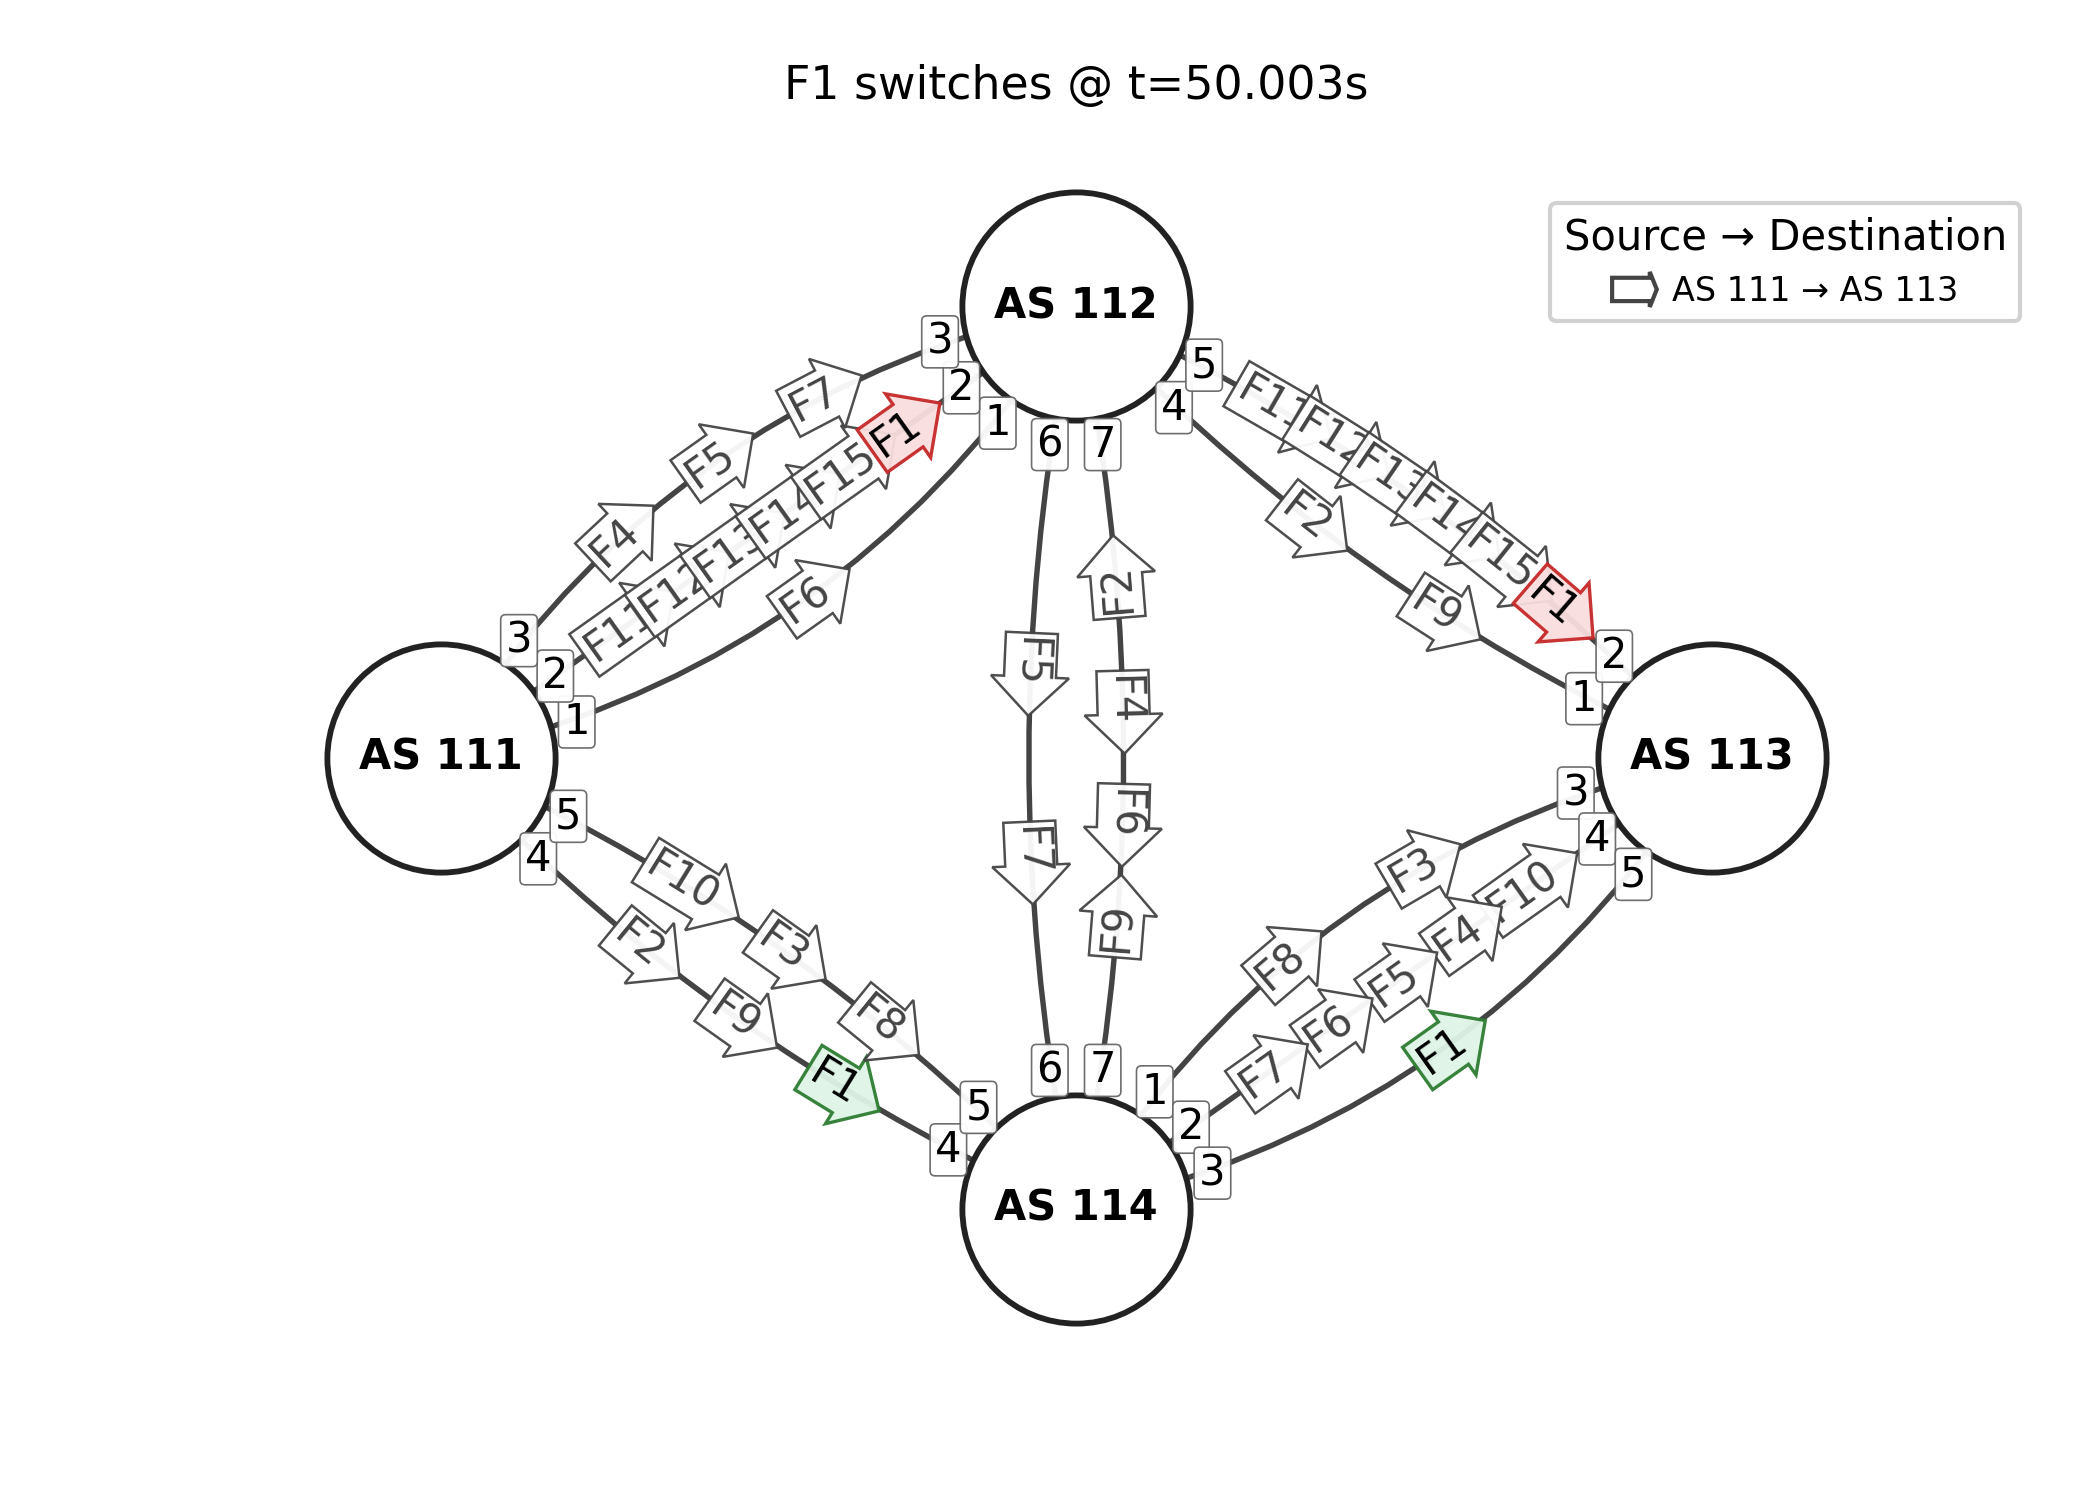 F1 switches @ t=50.003s
Source → Destination
AS 111 → AS 113
AS 112
3
2
1
6
7
4
5
F7
F5
F4
F1
F15
F14
F13
F12
F11
F6
F11
F12
F13
F14
F15
F1
F2
F9
3
2
1
AS 111
5
4
F5
F2
F4
F6
F7
F9
2
1
AS 113
3
4
5
F10
F3
F8
F2
F9
F1
F3
F10
F4
F8
F5
F6
F7
F1
5
4
6
7
1
2
3
AS 114